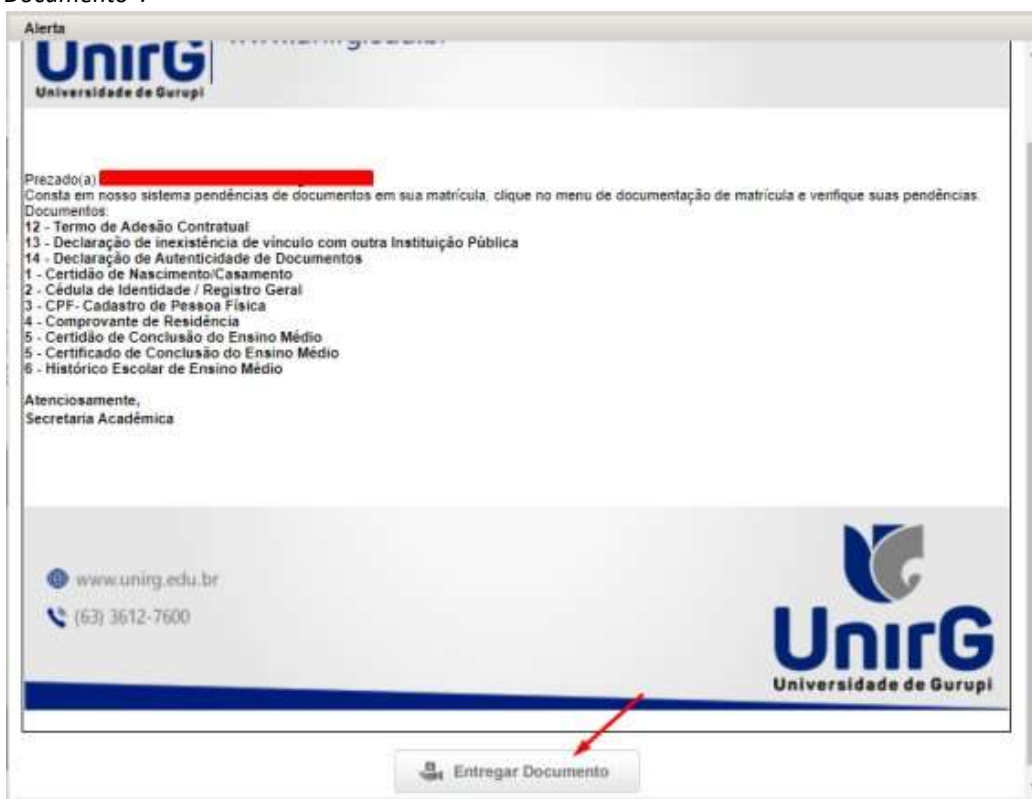 Documento".
Alerta
UnirG
Universidade de Gurupi
Prezado(a)
Consta em nosso sistema pendências de documentos em sua matrícula, clique no menu de documentação de matrícula e verifique suas pendências.
Documentos:
12 - Termo de Adesão Contratual
13 - Declaração de inexistência de vínculo com outra Instituição Pública
14 - Declaração de Autenticidade de Documentos
1 - Certidão de Nascimento/Casamento
2 - Cédula de Identidade / Registro Geral
3 - CPF- Cadastro de Pessoa Física
4 - Comprovante de Residência
5 - Certidão de Conclusão do Ensino Médio
5 - Certificado de Conclusão do Ensino Médio
6 - Histórico Escolar de Ensino Médio
Atenciosamente,
Secretaria Acadêmica
www.unirg.edu.br
(63) 3612-7600
UnirG
Universidade de Gurupi
Entregar Documento